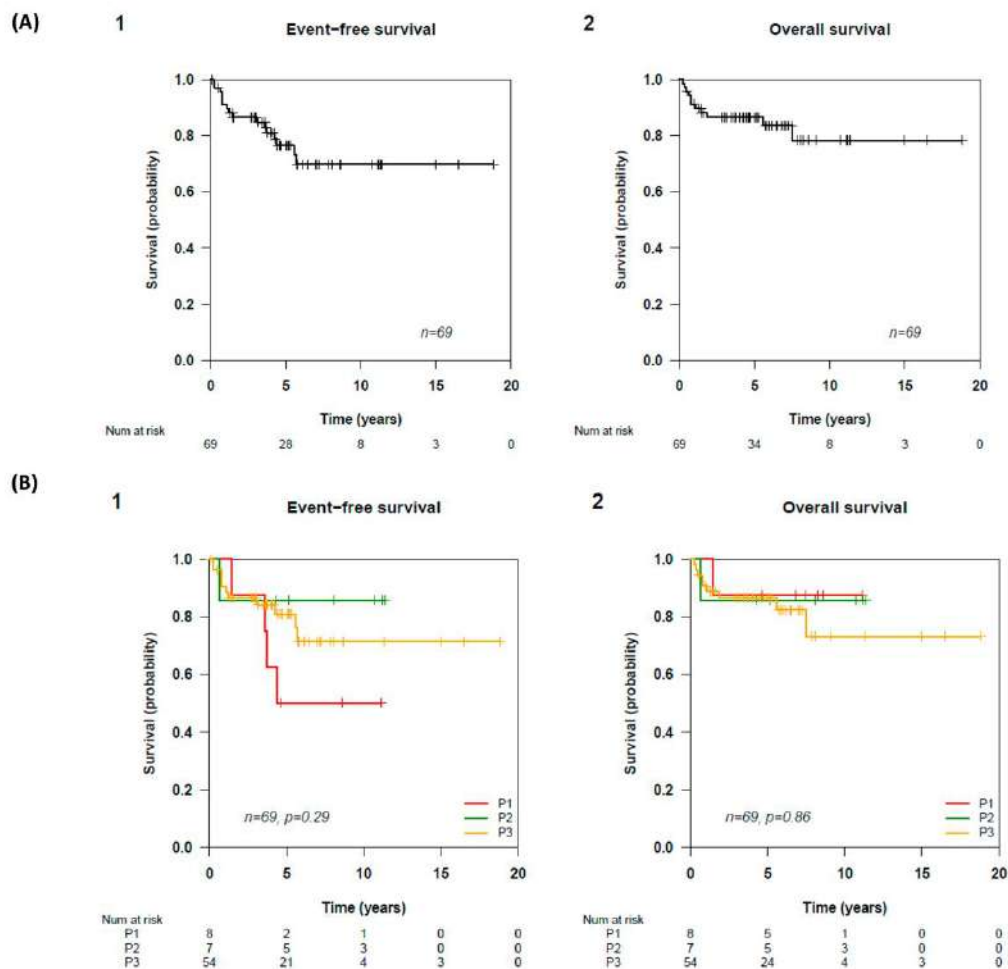 (A)
1 Event-free survival
1.0
0.8
0.6
0.4
0.2
0.0
Survival (probability)
n=69
0 5 10 15 20
Time (years)
Num at risk
69 28 8 3 0
2 Overall survival
1.0
0.8
0.6
0.4
0.2
0.0
Survival (probability)
n=69
0 5 10 15 20
Time (years)
Num at risk
69 34 8 3 0
(B)
1 Event-free survival
1.0
0.8
0.6
0.4
0.2
0.0
Survival (probability)
n=69, p=0.29
P1
P2
P3
0 5 10 15 20
Time (years)
Num at risk
P1 8 2 1 0 0
P2 7 5 3 0 0
P3 54 21 4 3 0
2 Overall survival
1.0
0.8
0.6
0.4
0.2
0.0
Survival (probability)
n=69, p=0.86
P1
P2
P3
0 5 10 15 20
Time (years)
Num at risk
P1 8 5 1 0 0
P2 7 5 3 0 0
P3 54 24 4 3 0